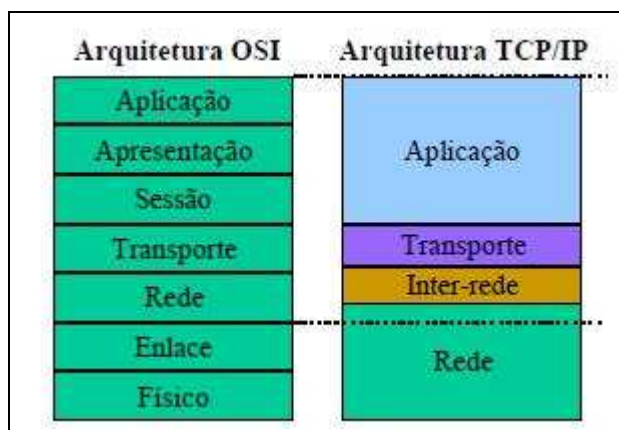 Arquitetura OSI
Aplicação
Apresentação
Sessão
Transporte
Rede
Enlace
Físico
Arquitetura TCP/IP
Aplicação
Transporte
Inter-rede
Rede